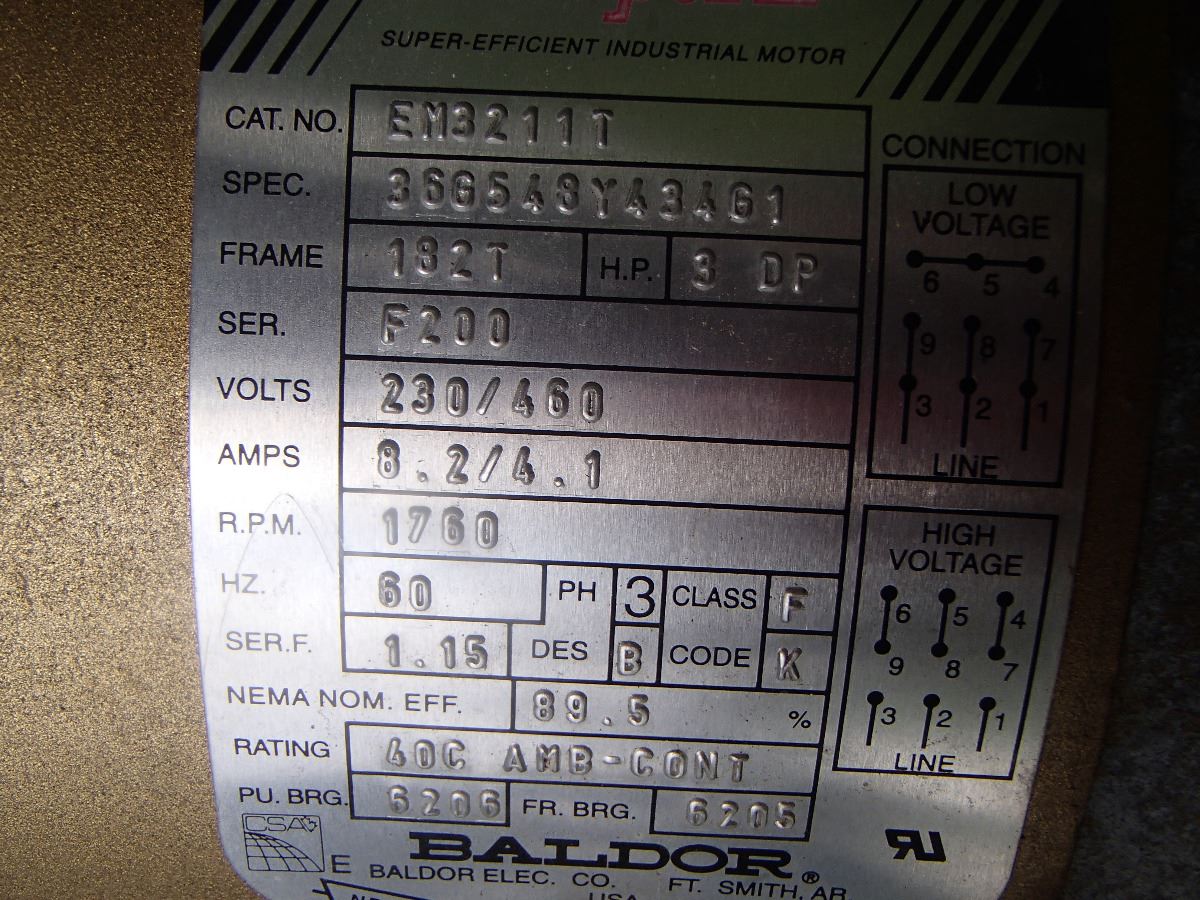 SUPER-EFFICIENT INDUSTRIAL MOTOR
CAT. NO. EM3211T
SPEC. 36G548Y434G1
FRAME 182T H.P. 3 DP
SER. F200
VOLTS 230/460
AMPS 8.2/4.1
R.P.M. 1760
HZ. 60 PH 3 CLASS F
SER.F. 1.15 DES B CODE K
NEMA NOM. EFF. 89.5 %
RATING 40C AMB-CONT
PU. BRG. 6206 FR. BRG. 6205
CONNECTION
LOW
VOLTAGE
6 5 4
9 8 7
3 2 1
LINE
HIGH
VOLTAGE
6 5 4
9 8 7
3 2 1
LINE
CSA
E
BALDOR®
BALDOR ELEC. CO. FT. SMITH, AR
USA